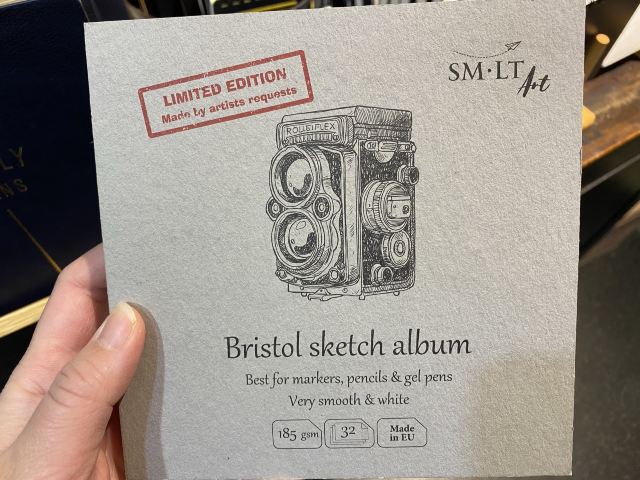 LIMITED EDITION
Made by artists requests
SM·LT
Art
ROLLEIFLEX
Bristol sketch album
Best for markers, pencils & gel pens
Very smooth & white
185 gsm
32
Made
in EU